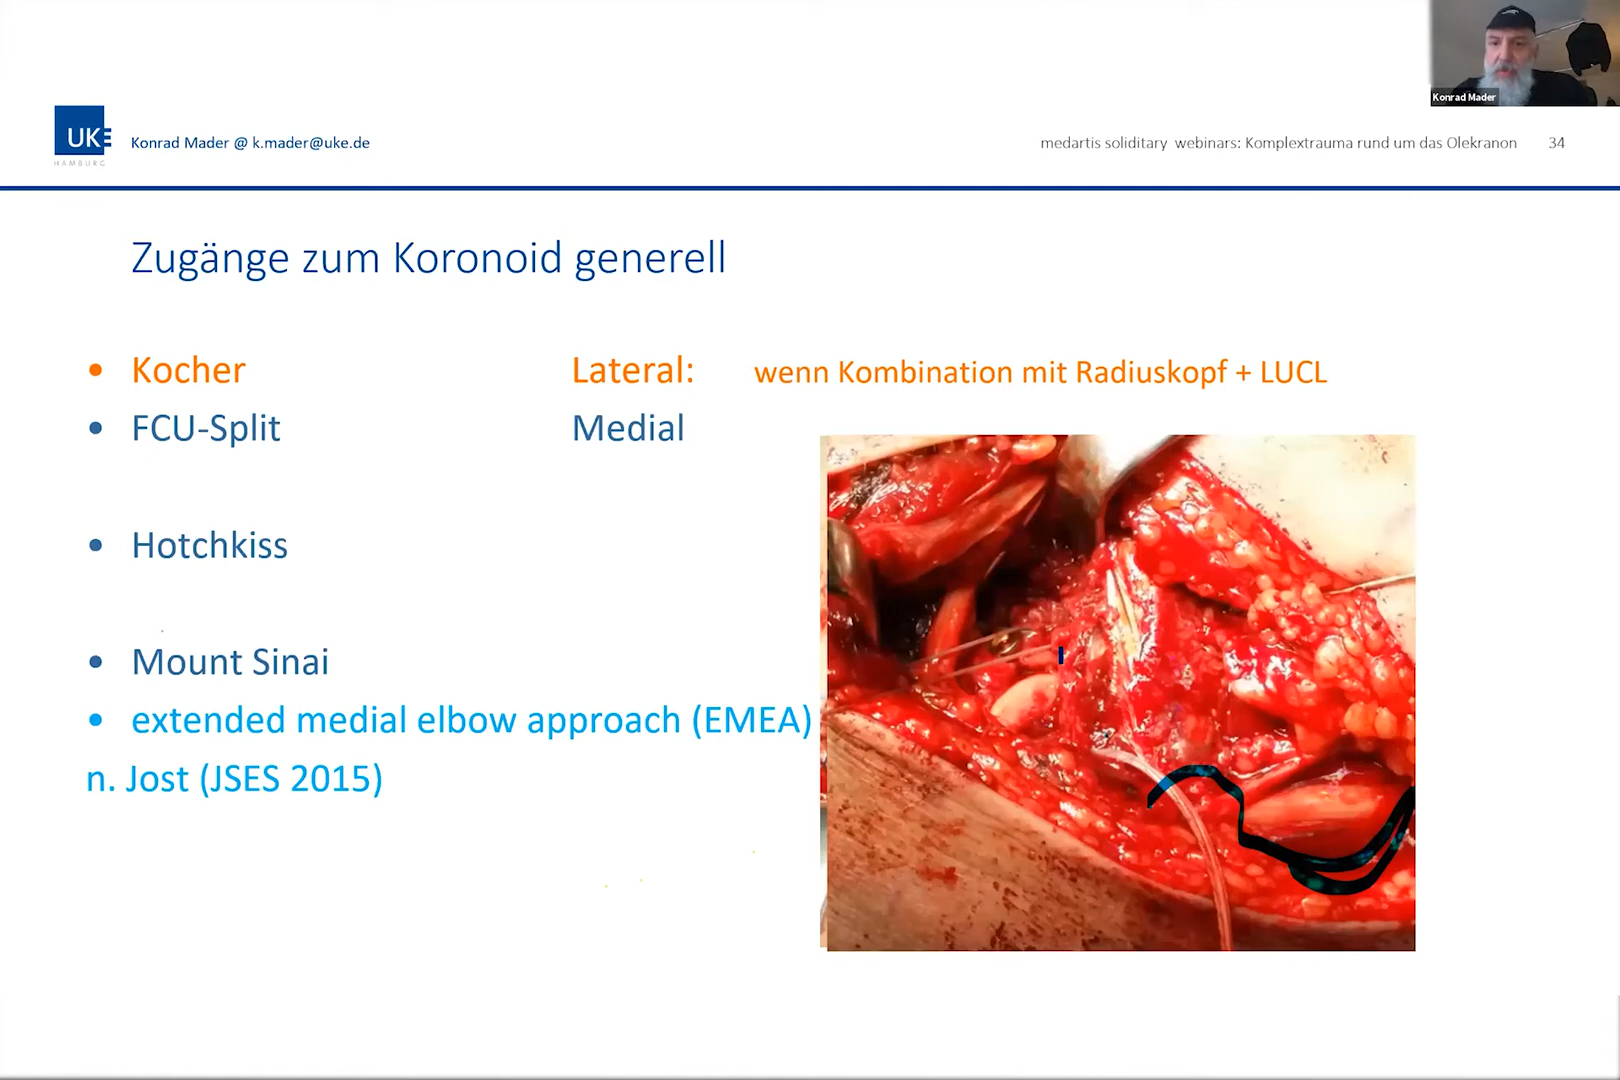 Konrad Mader
UKE
HAMBURG
Konrad Mader @ k.mader@uke.de
medartis soliditary webinars: Komplextrauma rund um das Olekranon 34
Zugänge zum Koronoid generell
• Kocher Lateral: wenn Kombination mit Radiuskopf + LUCL
• FCU-Split Medial
• Hotchkiss
• Mount Sinai
• extended medial elbow approach (EMEA)
n. Jost (JSES 2015)